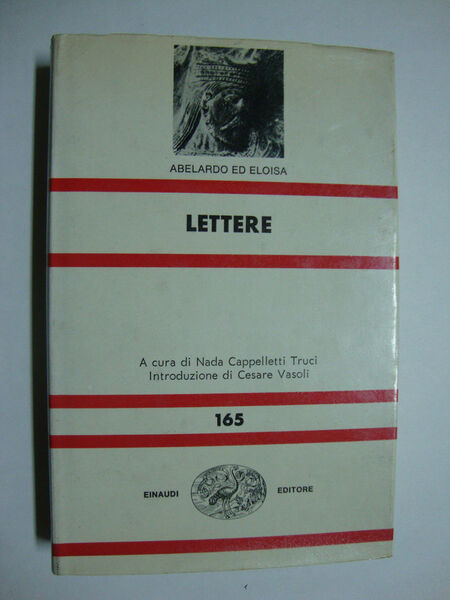 ABELARDO ED ELOISA
LETTERE
A cura di Nada Cappelletti Truci
Introduzione di Cesare Vasoli
165
EINAUDI EDITORE